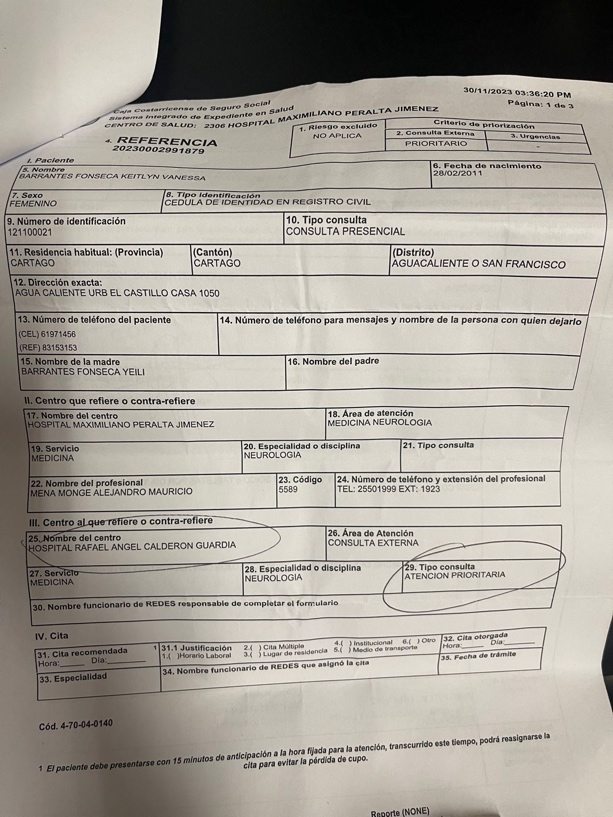 30/11/2023 03:36:20 PM
Página: 1 de 3
Caja Costarricense de Seguro Social
Sistema Integrado de Expediente en Salud
CENTRO DE SALUD: 2306 HOSPITAL MAXIMILIANO PERALTA JIMENEZ
4. REFERENCIA
20230002991879
1. Riesgo excluido
NO APLICA
Criterio de priorización
2. Consulta Externa
PRIORITARIO
3. Urgencias
-
I. Paciente
5. Nombre
BARRANTES FONSECA KEITLYN VANESSA
6. Fecha de nacimiento
28/02/2011
7. Sexo
FEMENINO
8. Tipo identificación
CEDULA DE IDENTIDAD EN REGISTRO CIVIL
9. Número de identificación
121100021
10. Tipo consulta
CONSULTA PRESENCIAL
11. Residencia habitual: (Provincia)
CARTAGO
(Cantón)
CARTAGO
(Distrito)
AGUACALIENTE O SAN FRANCISCO
12. Dirección exacta:
AGUA CALIENTE URB EL CASTILLO CASA 1050
13. Número de teléfono del paciente
(CEL) 61971456
(REF) 83153153
14. Número de teléfono para mensajes y nombre de la persona con quien dejarlo
15. Nombre de la madre
BARRANTES FONSECA YEILI
16. Nombre del padre
II. Centro que refiere o contra-refiere
17. Nombre del centro
HOSPITAL MAXIMILIANO PERALTA JIMENEZ
18. Área de atención
MEDICINA NEUROLOGIA
19. Servicio
MEDICINA
20. Especialidad o disciplina
NEUROLOGIA
21. Tipo consulta
22. Nombre del profesional
MENA MONGE ALEJANDRO MAURICIO
23. Código
5589
24. Número de teléfono y extensión del profesional
TEL: 25501999 EXT: 1923
III. Centro al que refiere o contra-refiere
25. Nombre del centro
HOSPITAL RAFAEL ANGEL CALDERON GUARDIA
26. Área de Atención
CONSULTA EXTERNA
27. Servicio
MEDICINA
28. Especialidad o disciplina
NEUROLOGIA
29. Tipo consulta
ATENCION PRIORITARIA
30. Nombre funcionario de REDES responsable de completar el formulario
IV. Cita
31. Cita recomendada
Hora:______ Día:________
1 31.1 Justificación 2.( ) Cita Múltiple 4.( ) Institucional 6.( ) Otro
1.( )Horario Laboral 3.( ) Lugar de residencia 5.( ) Medio de transporte
32. Cita otorgada
Hora:_____ Día:______
33. Especialidad
34. Nombre funcionario de REDES que asignó la cita
35. Fecha de trámite
Cód. 4-70-04-0140
1 El paciente debe presentarse con 15 minutos de anticipación a la hora fijada para la atención, transcurrido este tiempo, podrá reasignarse la
cita para evitar la pérdida de cupo.
Reporte (NONE)